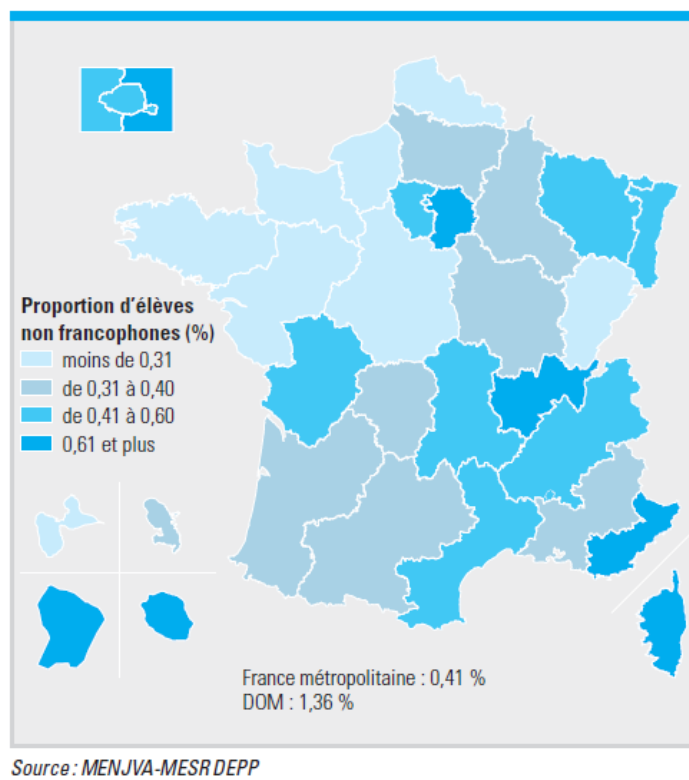 Proportion d'élèves
non francophones (%)
moins de 0,31
de 0,31 à 0,40
de 0,41 à 0,60
0,61 et plus
France métropolitaine : 0,41 %
DOM : 1,36 %
Source : MENJVA-MESR DEPP